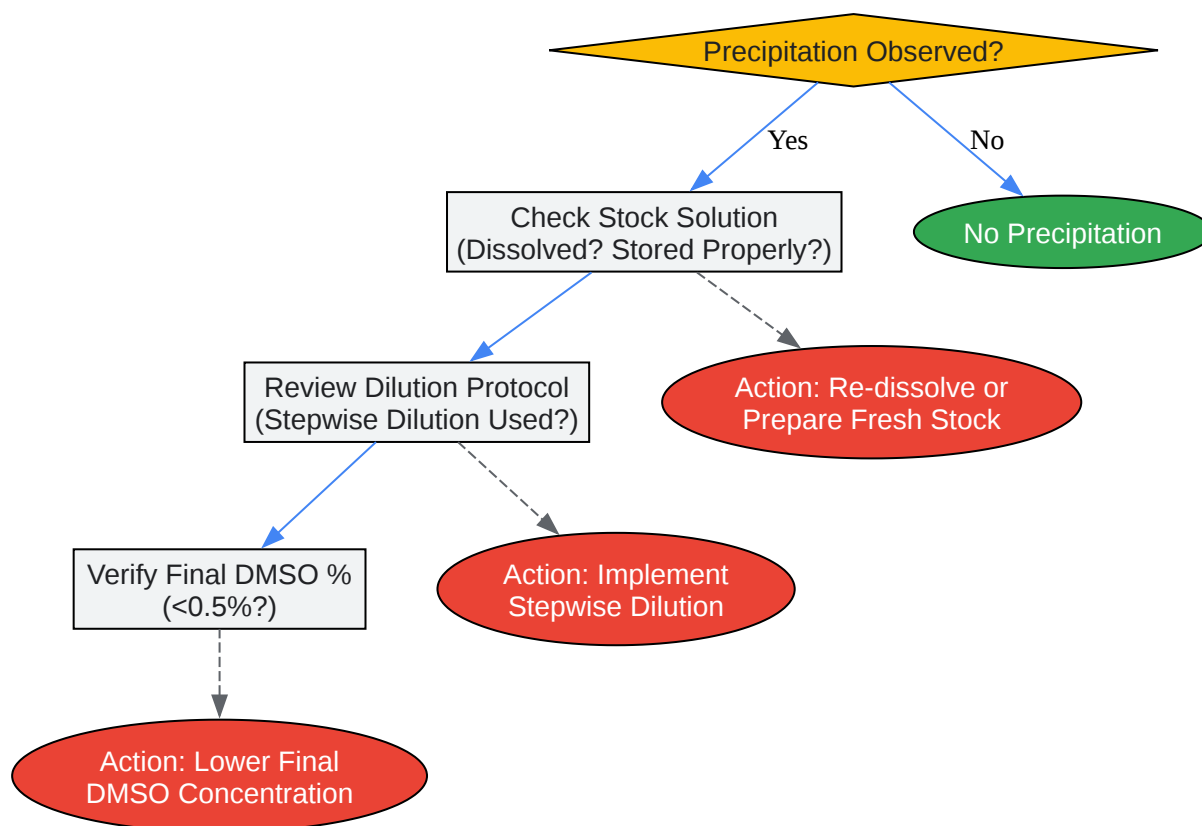 Precipitation Observed?
Yes
No
Check Stock Solution
(Dissolved? Stored Properly?)
No Precipitation
Review Dilution Protocol
(Stepwise Dilution Used?)
Action: Re-dissolve or
Prepare Fresh Stock
Verify Final DMSO %
(<0.5%?)
Action: Implement
Stepwise Dilution
Action: Lower Final
DMSO Concentration